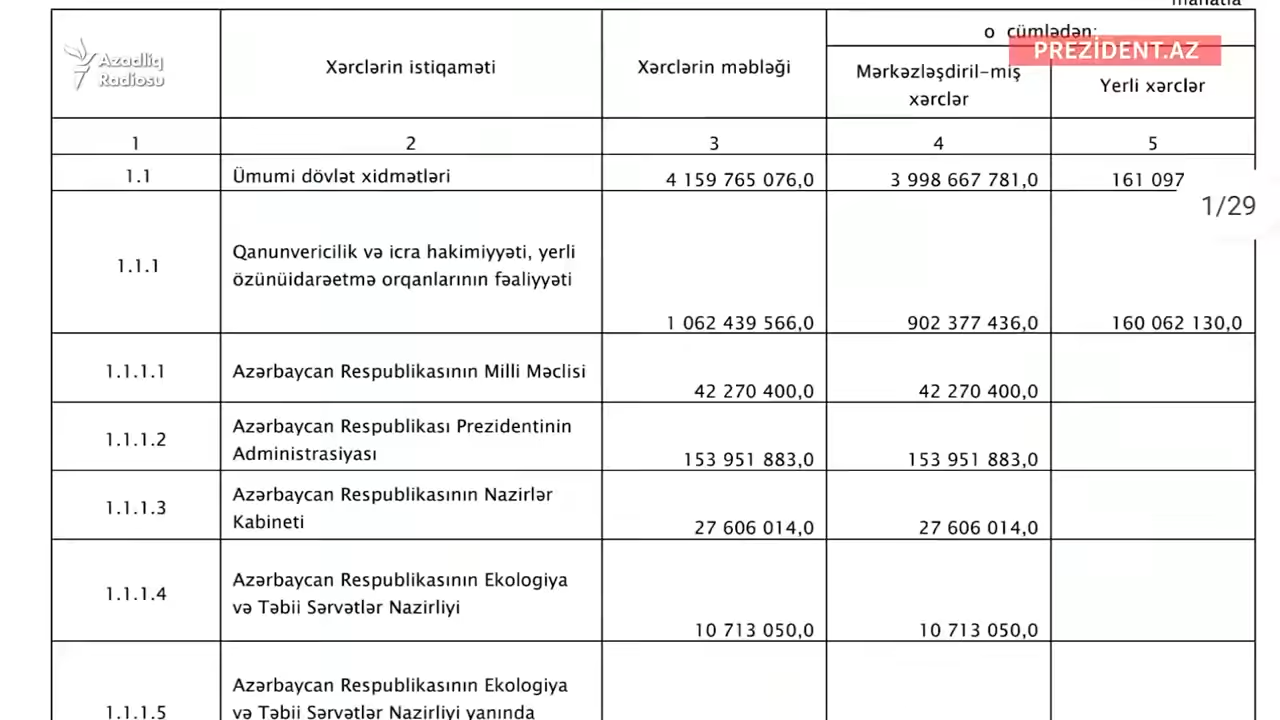 manatla
o cümlədən:
PREZİDENT.AZ
Azadlıq
Radiosu
Xərclərin istiqaməti
Xərclərin məbləği
Mərkəzləşdiril-miş
xərclər
Yerli xərclər
1 2 3 4 5
1.1 Ümumi dövlət xidmətləri 4 159 765 076,0 3 998 667 781,0 161 097
1/29
1.1.1
Qanunvericilik və icra hakimiyyəti, yerli
özünüidarəetmə orqanlarının fəaliyyəti
1 062 439 566,0 902 377 436,0 160 062 130,0
1.1.1.1 Azərbaycan Respublikasının Milli Məclisi
42 270 400,0 42 270 400,0
1.1.1.2
Azərbaycan Respublikası Prezidentinin
Administrasiyası
153 951 883,0 153 951 883,0
1.1.1.3
Azərbaycan Respublikasının Nazirlər
Kabineti
27 606 014,0 27 606 014,0
1.1.1.4
Azərbaycan Respublikasının Ekologiya
və Təbii Sərvətlər Nazirliyi
10 713 050,0 10 713 050,0
Azərbaycan Respublikasının Ekologiya
1.1.1.5 və Təbii Sərvətlər Nazirliyi yanında